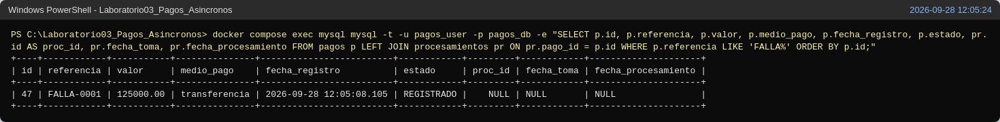 Windows PowerShell - Laboratorio03_Pagos_Asincronos 2026-09-28 12:05:24
PS C:\Laboratorio03_Pagos_Asincronos> docker compose exec mysql mysql -t -u pagos_user -p pagos_db -e "SELECT p.id, p.referencia, p.valor, p.medio_pago, p.fecha_registro, p.estado, pr.
id AS proc_id, pr.fecha_toma, pr.fecha_procesamiento FROM pagos p LEFT JOIN procesamientos pr ON pr.pago_id = p.id WHERE p.referencia LIKE 'FALLA%' ORDER BY p.id;"
+----+------------+-----------+---------------+-------------------------+------------+---------+------------+---------------------+
| id | referencia | valor     | medio_pago    | fecha_registro          | estado     | proc_id | fecha_toma | fecha_procesamiento |
+----+------------+-----------+---------------+-------------------------+------------+---------+------------+---------------------+
| 47 | FALLA-0001 | 125000.00 | transferencia | 2026-09-28 12:05:08.105 | REGISTRADO |    NULL | NULL       | NULL                |
+----+------------+-----------+---------------+-------------------------+------------+---------+------------+---------------------+